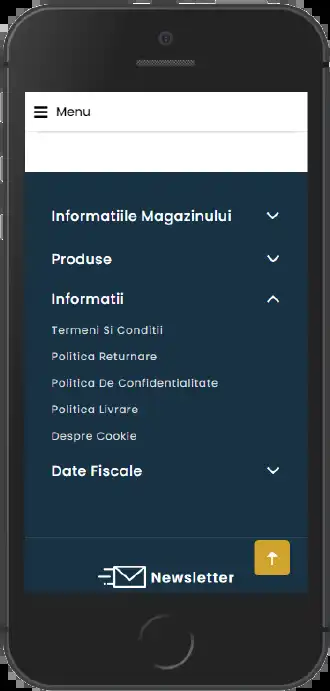 Menu
Informatiile Magazinului
Produse
Informatii
Termeni Si Conditii
Politica Returnare
Politica De Confidentialitate
Politica Livrare
Despre Cookie
Date Fiscale
Newsletter